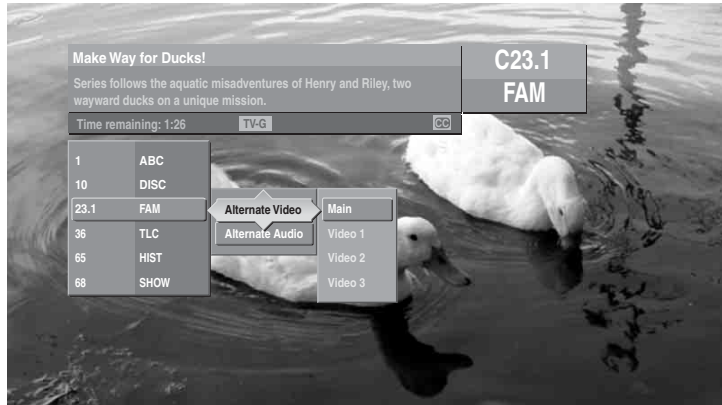 Make Way for Ducks!
Series follows the aquatic misadventures of Henry and Riley, two
wayward ducks on a unique mission.
Time remaining: 1:26 TV-G CC
C23.1
FAM
1 ABC
10 DISC
23.1 FAM
36 TLC
65 HIST
68 SHOW
Alternate Video
Alternate Audio
Main
Video 1
Video 2
Video 3